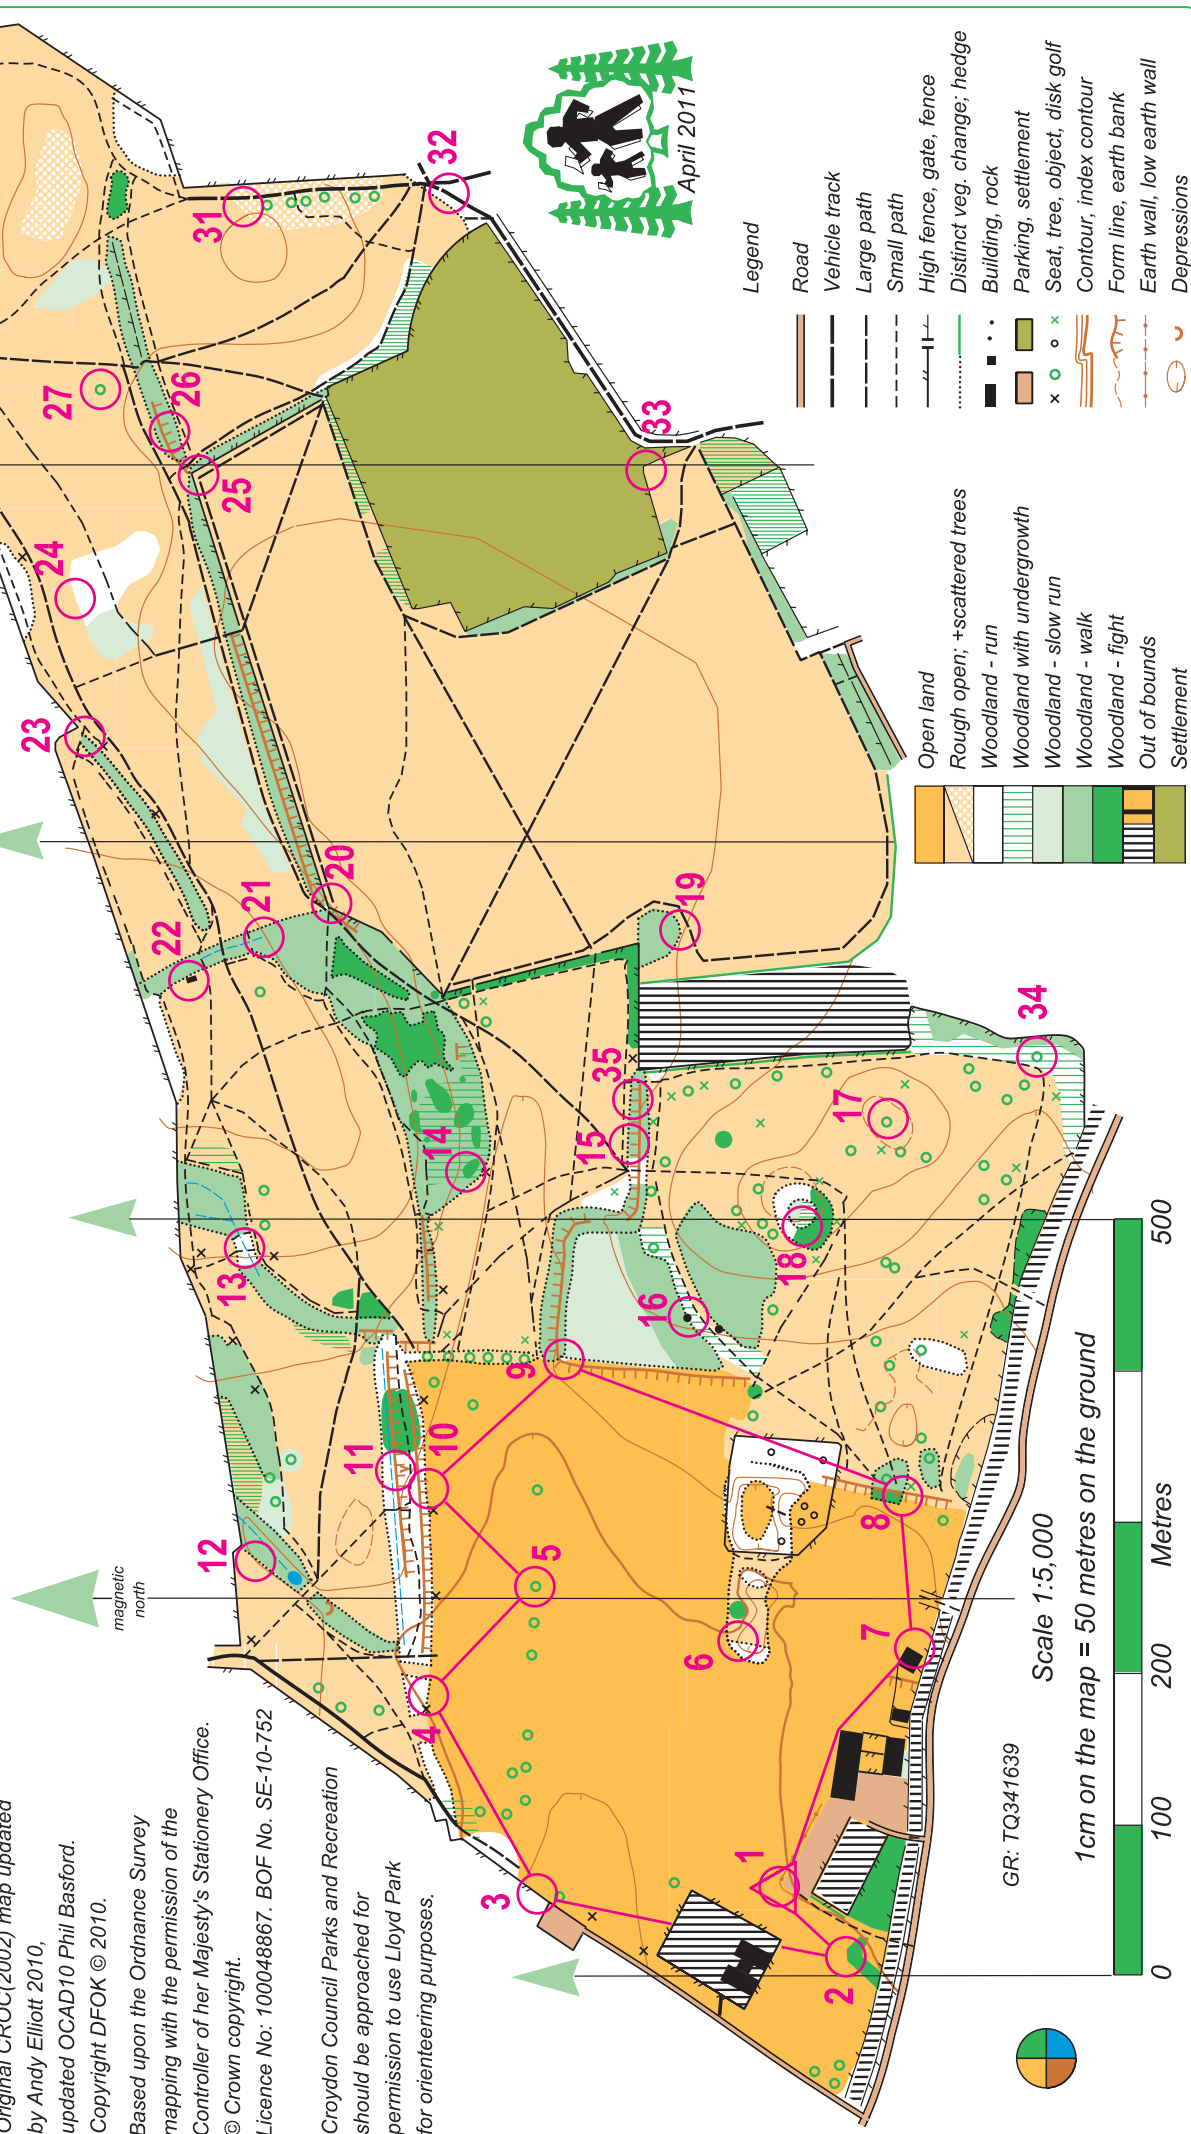 Original CROC(2002) map updated
by Andy Elliott 2010,
updated OCAD10 Phil Basford.
Copyright DFOK © 2010.
Based upon the Ordnance Survey
mapping with the permission of the
Controller of her Majesty's Stationery Office.
© Crown copyright.
Licence No: 100048867. BOF No. SE-10-752
Croydon Council Parks and Recreation
should be approached for
permission to use Lloyd Park
for orienteering purposes.
magnetic
north
1
2
3
4
5
6
7
8
9
10
11
12
13
14
15
16
17
18
19
20
21
22
23
24
25
26
27
31
32
33
34
35
April 2011
Legend
Road
Vehicle track
Large path
Small path
High fence, gate, fence
Distinct veg. change; hedge
Building, rock
Parking, settlement
Seat, tree, object, disk golf
Contour, index contour
Form line, earth bank
Earth wall, low earth wall
Depressions
Open land
Rough open; +scattered trees
Woodland - run
Woodland with undergrowth
Woodland - slow run
Woodland - walk
Woodland - fight
Out of bounds
Settlement
GR: TQ341639
Scale 1:5,000
1cm on the map = 50 metres on the ground
0 100 200 Metres 500